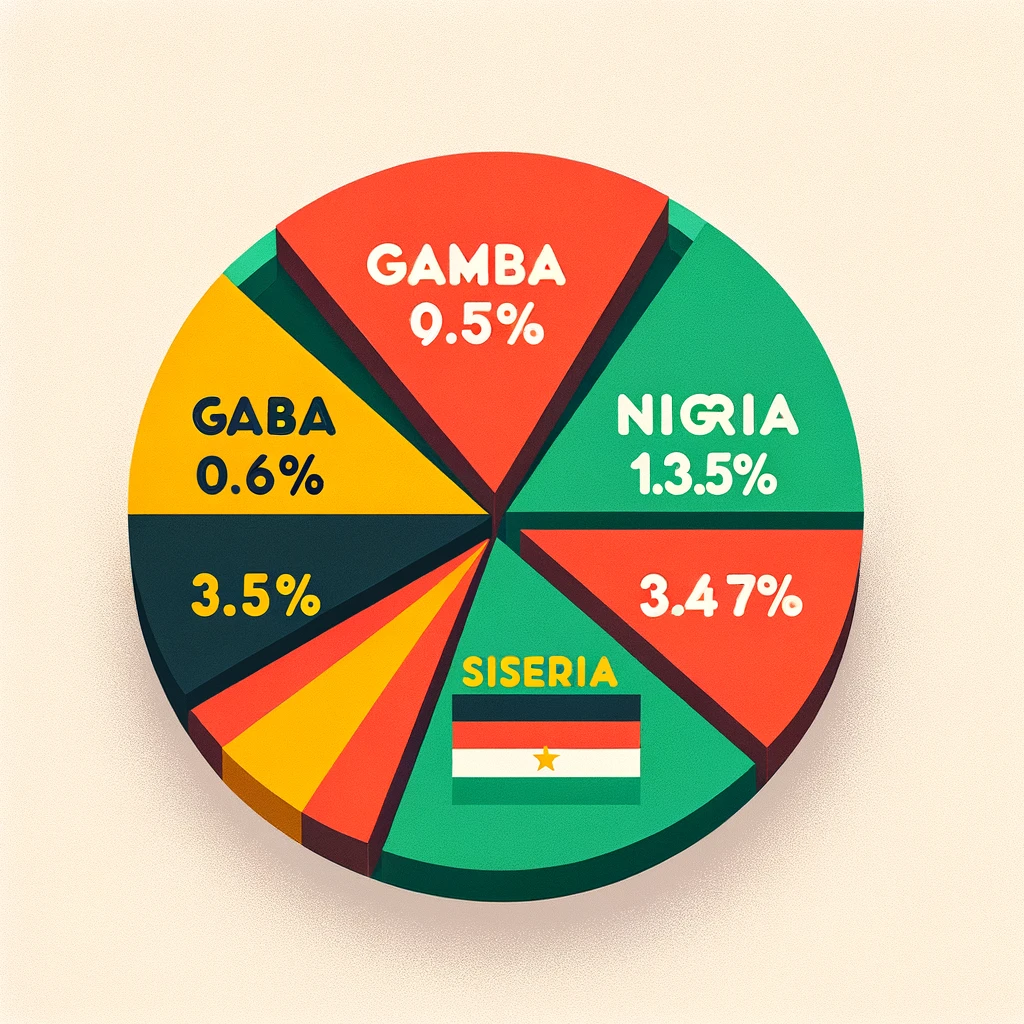 GAMBA
9.5%
NIGRIA
1.3.5%
GABA
0.6%
3.5%
3.47%
SISERIA